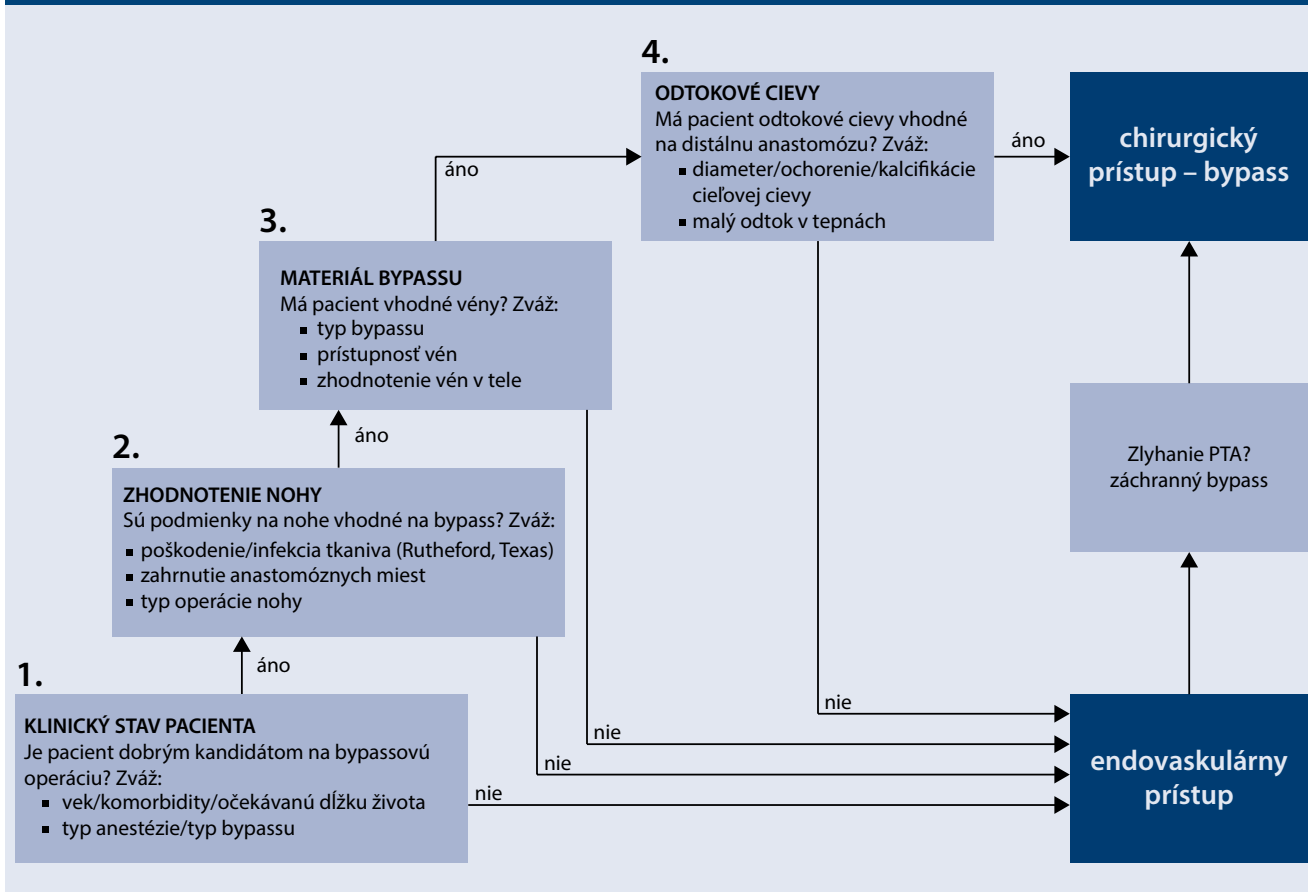 4.
ODTOKOVÉ CIEVY
Má pacient odtokové cievy vhodné
na distálnu anastomózu? Zváž:
▪ diameter/ochorenie/kalcifikácie
cieľovej cievy
▪ malý odtok v tepnách
áno
chirurgický
prístup – bypass
áno
3.
MATERIÁL BYPASSU
Má pacient vhodné vény? Zváž:
▪ typ bypassu
▪ prístupnosť vén
▪ zhodnotenie vén v tele
áno
2.
ZHODNOTENIE NOHY
Sú podmienky na nohe vhodné na bypass? Zváž:
▪ poškodenie/infekcia tkaniva (Rutheford, Texas)
▪ zahrnutie anastomóznych miest
▪ typ operácie nohy
Zlyhanie PTA?
záchranný bypass
áno
1.
KLINICKÝ STAV PACIENTA
Je pacient dobrým kandidátom na bypassovú
operáciu? Zváž:
▪ vek/komorbidity/očekávanú dĺžku života
▪ typ anestézie/typ bypassu
nie
nie
nie
nie
endovaskulárny
prístup